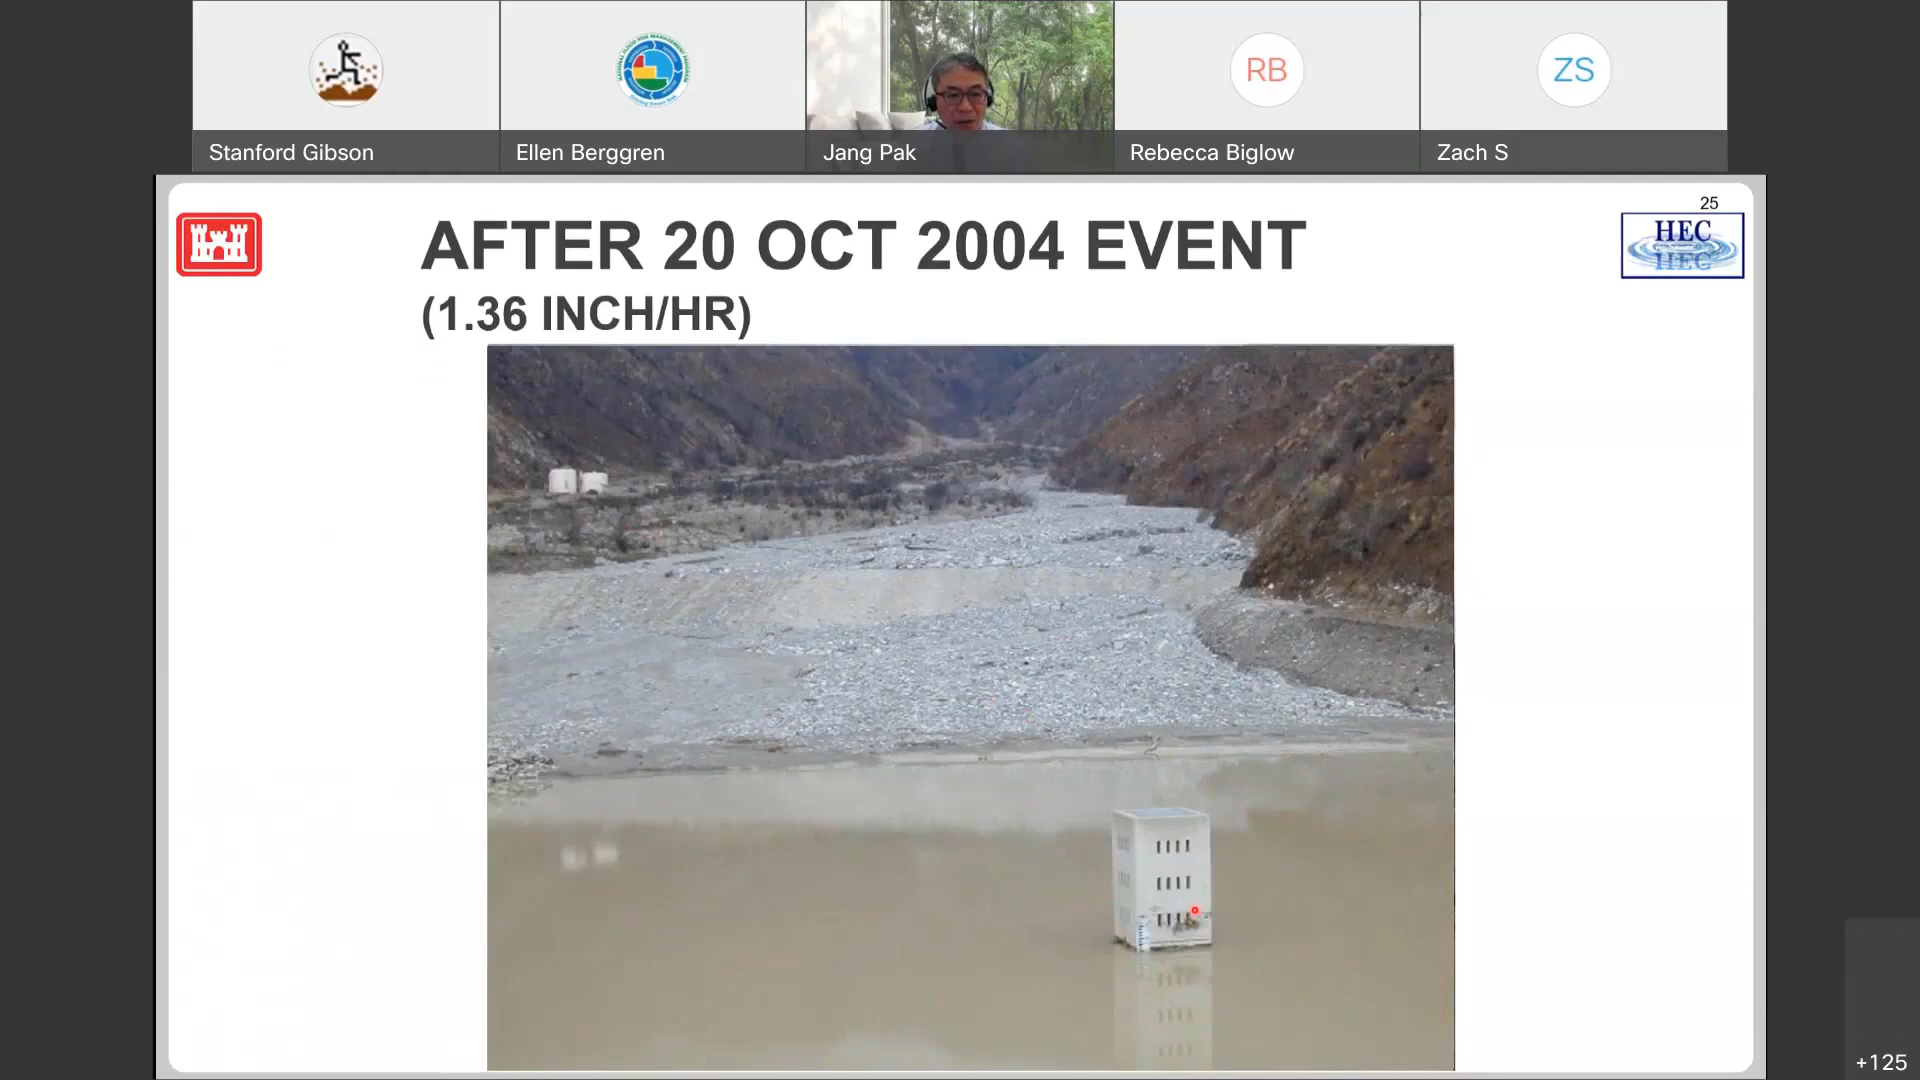 Stanford Gibson
Ellen Berggren
Jang Pak
RB
Rebecca Biglow
ZS
Zach S
25
HEC
AFTER 20 OCT 2004 EVENT
(1.36 INCH/HR)
+125